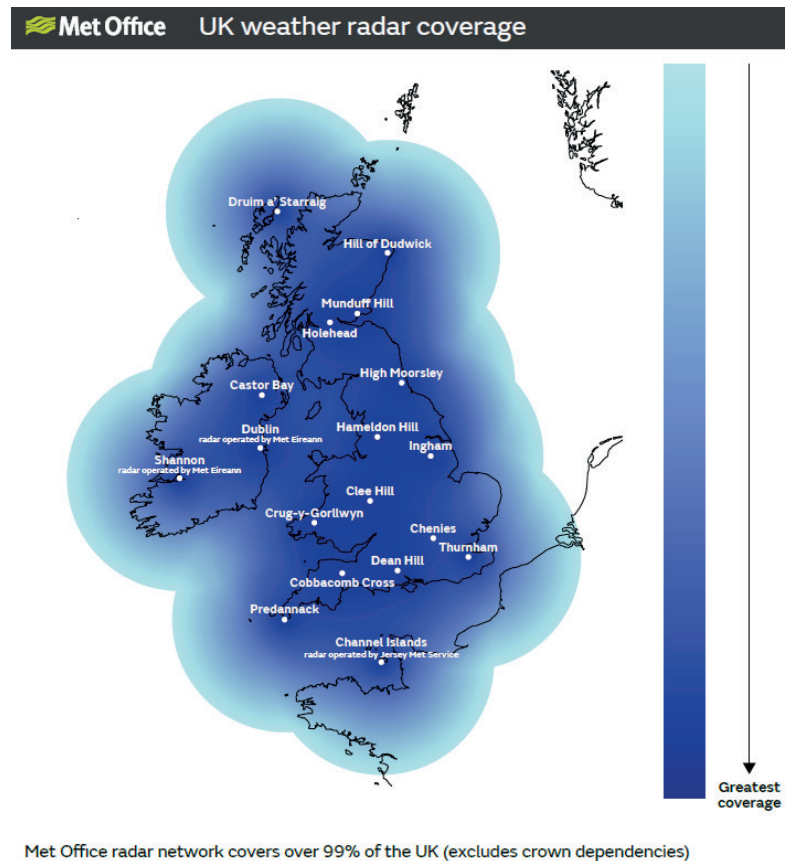 Met Office UK weather radar coverage
Druim a' Starraig
Hill of Dudwick
Munduff Hill
Holehead
High Moorsley
Castor Bay
Hameldon Hill
Dublin
radar operated by Met Eireann
Ingham
Shannon
radar operated by Met Eireann
Clee Hill
Crug-y-Gorllwyn
Chenies
Thurnham
Dean Hill
Cobbacomb Cross
Predannack
Channel Islands
radar operated by Jersey Met Service
Greatest
coverage
Met Office radar network covers over 99% of the UK (excludes crown dependencies)